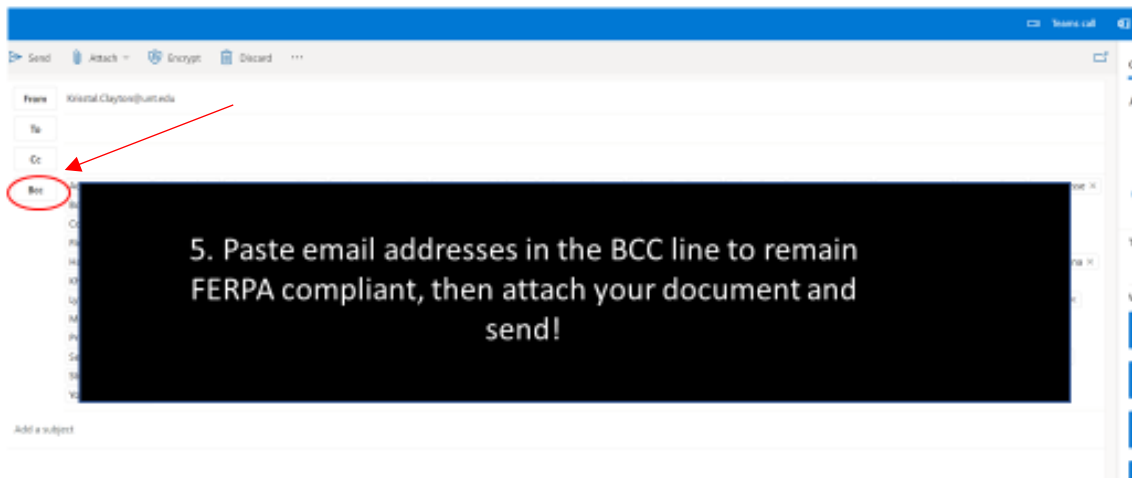 Teams call
Send Attach Encrypt Discard ···
From Kristal.Clayton@unt.edu
To
Cc
Bcc
5. Paste email addresses in the BCC line to remain
FERPA compliant, then attach your document and
send!
Add a subject